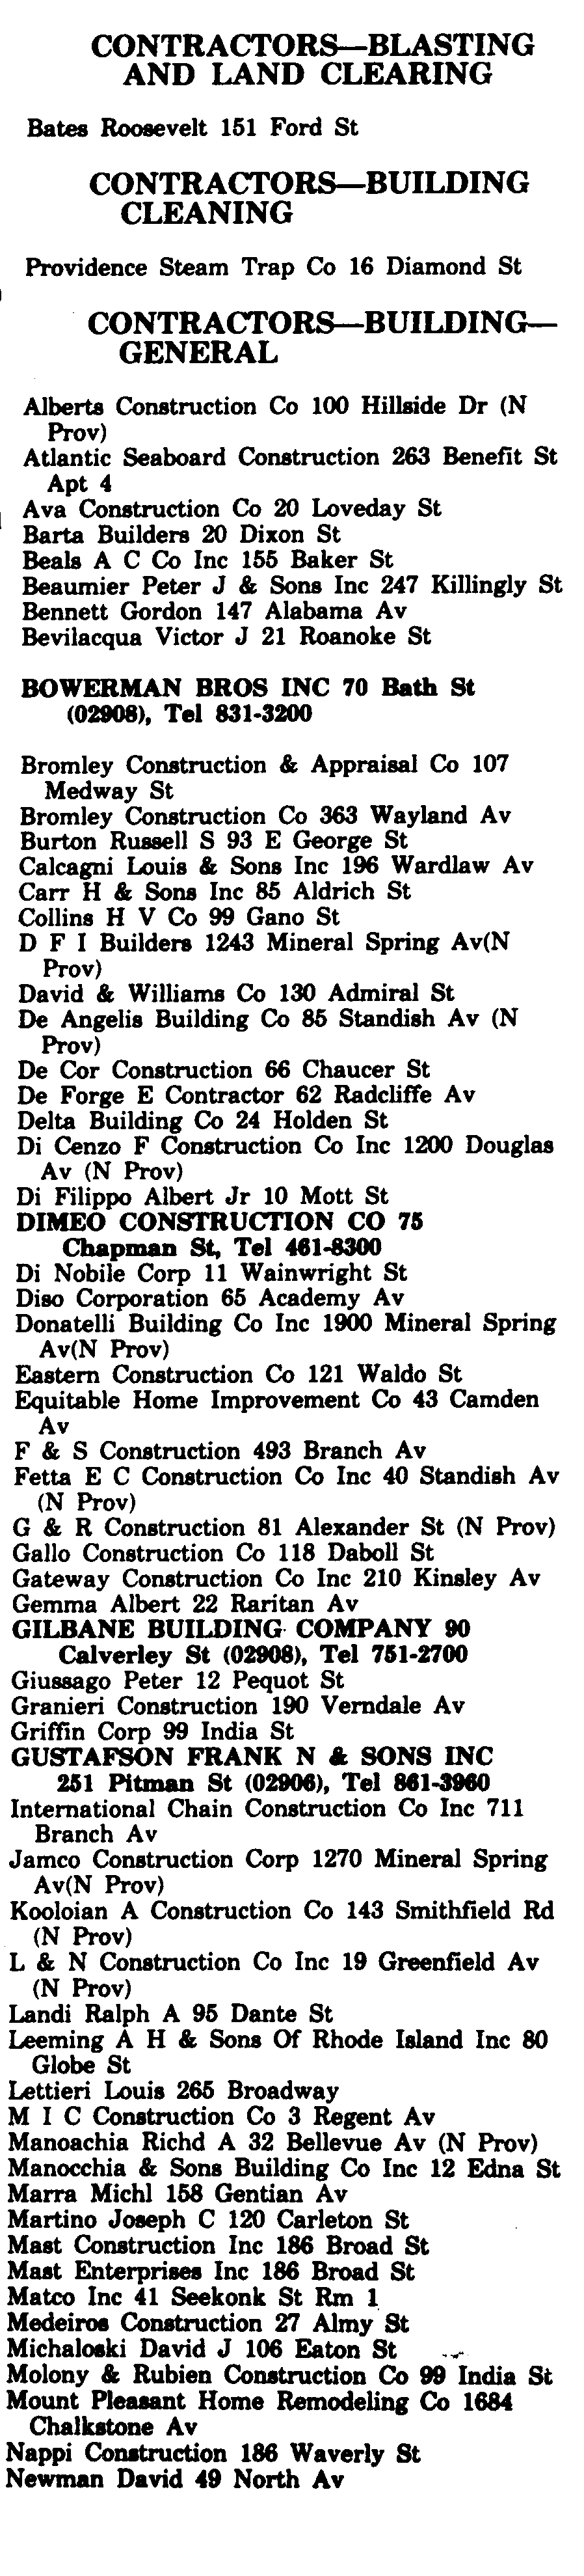 CONTRACTORS—BLASTING
AND LAND CLEARING
Bates Roosevelt 151 Ford St
CONTRACTORS—BUILDING
CLEANING
Providence Steam Trap Co 16 Diamond St
CONTRACTORS—BUILDING—
GENERAL
Alberts Construction Co 100 Hillside Dr (N
Prov)
Atlantic Seaboard Construction 263 Benefit St
Apt 4
Ava Construction Co 20 Loveday St
Barta Builders 20 Dixon St
Beals A C Co Inc 155 Baker St
Beaumier Peter J & Sons Inc 247 Killingly St
Bennett Gordon 147 Alabama Av
Bevilacqua Victor J 21 Roanoke St
BOWERMAN BROS INC 70 Bath St
(02908), Tel 831-3200
Bromley Construction & Appraisal Co 107
Medway St
Bromley Construction Co 363 Wayland Av
Burton Russell S 93 E George St
Calcagni Louis & Sons Inc 196 Wardlaw Av
Carr H & Sons Inc 85 Aldrich St
Collins H V Co 99 Gano St
D F I Builders 1243 Mineral Spring Av(N
Prov)
David & Williams Co 130 Admiral St
De Angelis Building Co 85 Standish Av (N
Prov)
De Cor Construction 66 Chaucer St
De Forge E Contractor 62 Radcliffe Av
Delta Building Co 24 Holden St
Di Cenzo F Construction Co Inc 1200 Douglas
Av (N Prov)
Di Filippo Albert Jr 10 Mott St
DIMEO CONSTRUCTION CO 75
Chapman St, Tel 461-8300
Di Nobile Corp 11 Wainwright St
Diso Corporation 65 Academy Av
Donatelli Building Co Inc 1900 Mineral Spring
Av(N Prov)
Eastern Construction Co 121 Waldo St
Equitable Home Improvement Co 43 Camden
Av
F & S Construction 493 Branch Av
Fetta E C Construction Co Inc 40 Standish Av
(N Prov)
G & R Construction 81 Alexander St (N Prov)
Gallo Construction Co 118 Daboll St
Gateway Construction Co Inc 210 Kinsley Av
Gemma Albert 22 Raritan Av
GILBANE BUILDING COMPANY 90
Calverley St (02908), Tel 751-2700
Giussago Peter 12 Pequot St
Granieri Construction 190 Verndale Av
Griffin Corp 99 India St
GUSTAFSON FRANK N & SONS INC
251 Pitman St (02906), Tel 861-3960
International Chain Construction Co Inc 711
Branch Av
Jamco Construction Corp 1270 Mineral Spring
Av(N Prov)
Kooloian A Construction Co 143 Smithfield Rd
(N Prov)
L & N Construction Co Inc 19 Greenfield Av
(N Prov)
Landi Ralph A 95 Dante St
Leeming A H & Sons Of Rhode Island Inc 80
Globe St
Lettieri Louis 265 Broadway
M I C Construction Co 3 Regent Av
Manoachia Richd A 32 Bellevue Av (N Prov)
Manocchia & Sons Building Co Inc 12 Edna St
Marra Michl 158 Gentian Av
Martino Joseph C 120 Carleton St
Mast Construction Inc 186 Broad St
Mast Enterprises Inc 186 Broad St
Matco Inc 41 Seekonk St Rm 1
Medeiros Construction 27 Almy St
Michaloski David J 106 Eaton St
Molony & Rubien Construction Co 99 India St
Mount Pleasant Home Remodeling Co 1684
Chalkstone Av
Nappi Construction 186 Waverly St
Newman David 49 North Av